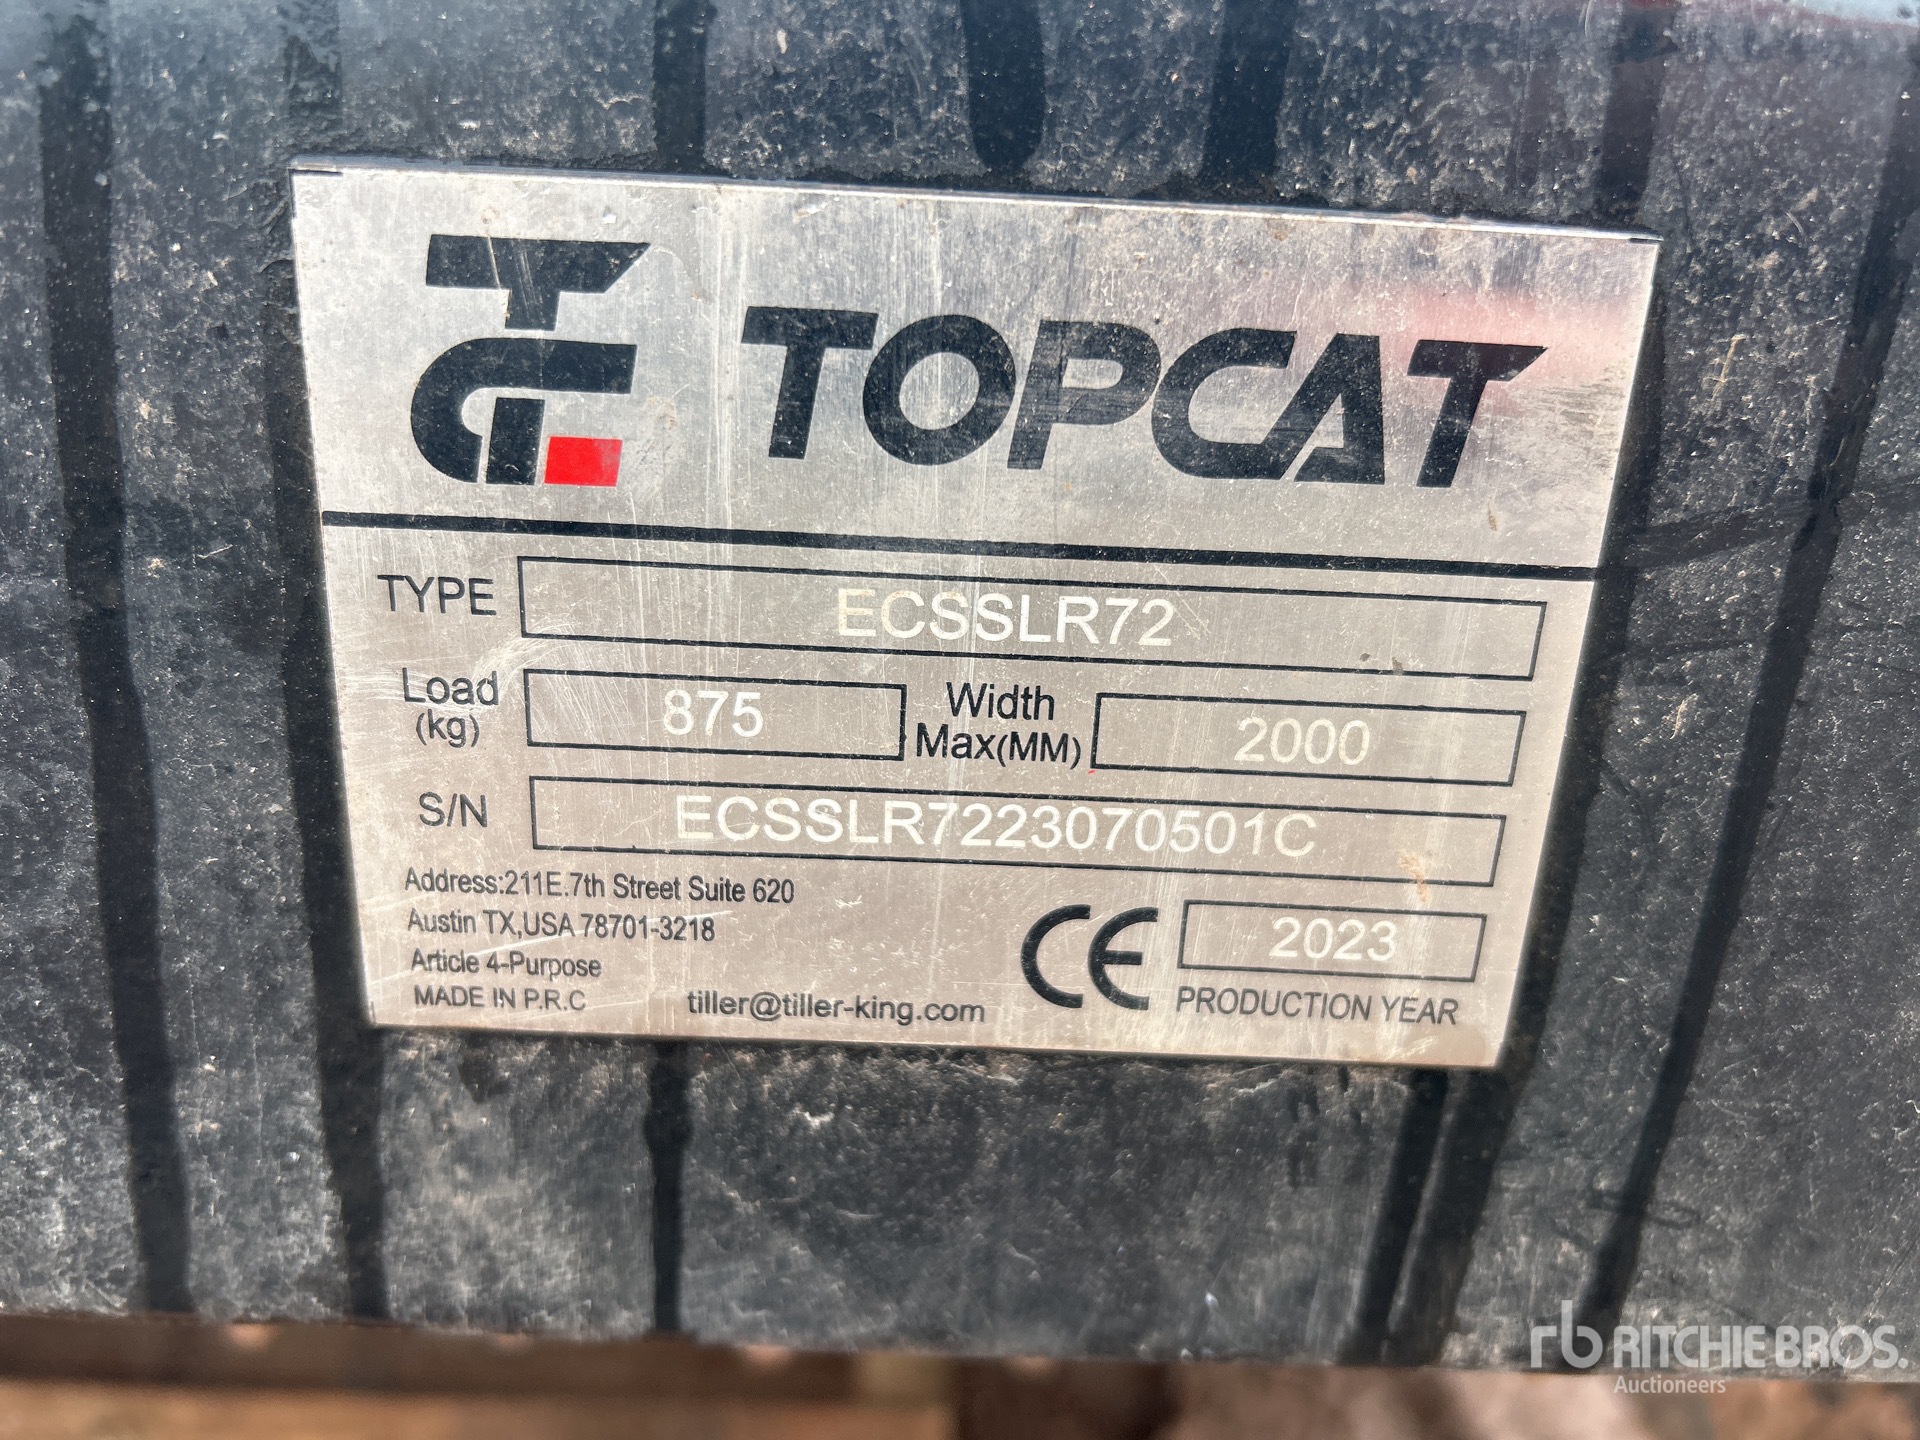 TC
TOPCAT
TYPE ECSSLR72
Load (kg) 875 Width Max(MM) 2000
S/N ECSSLR7223070501C
Address:211E.7th Street Suite 620
Austin TX,USA 78701-3218
Article 4-Purpose
MADE IN P.R.C tiller@tiller-king.com
CE 2023
PRODUCTION YEAR
rb RITCHIE BROS.
Auctioneers